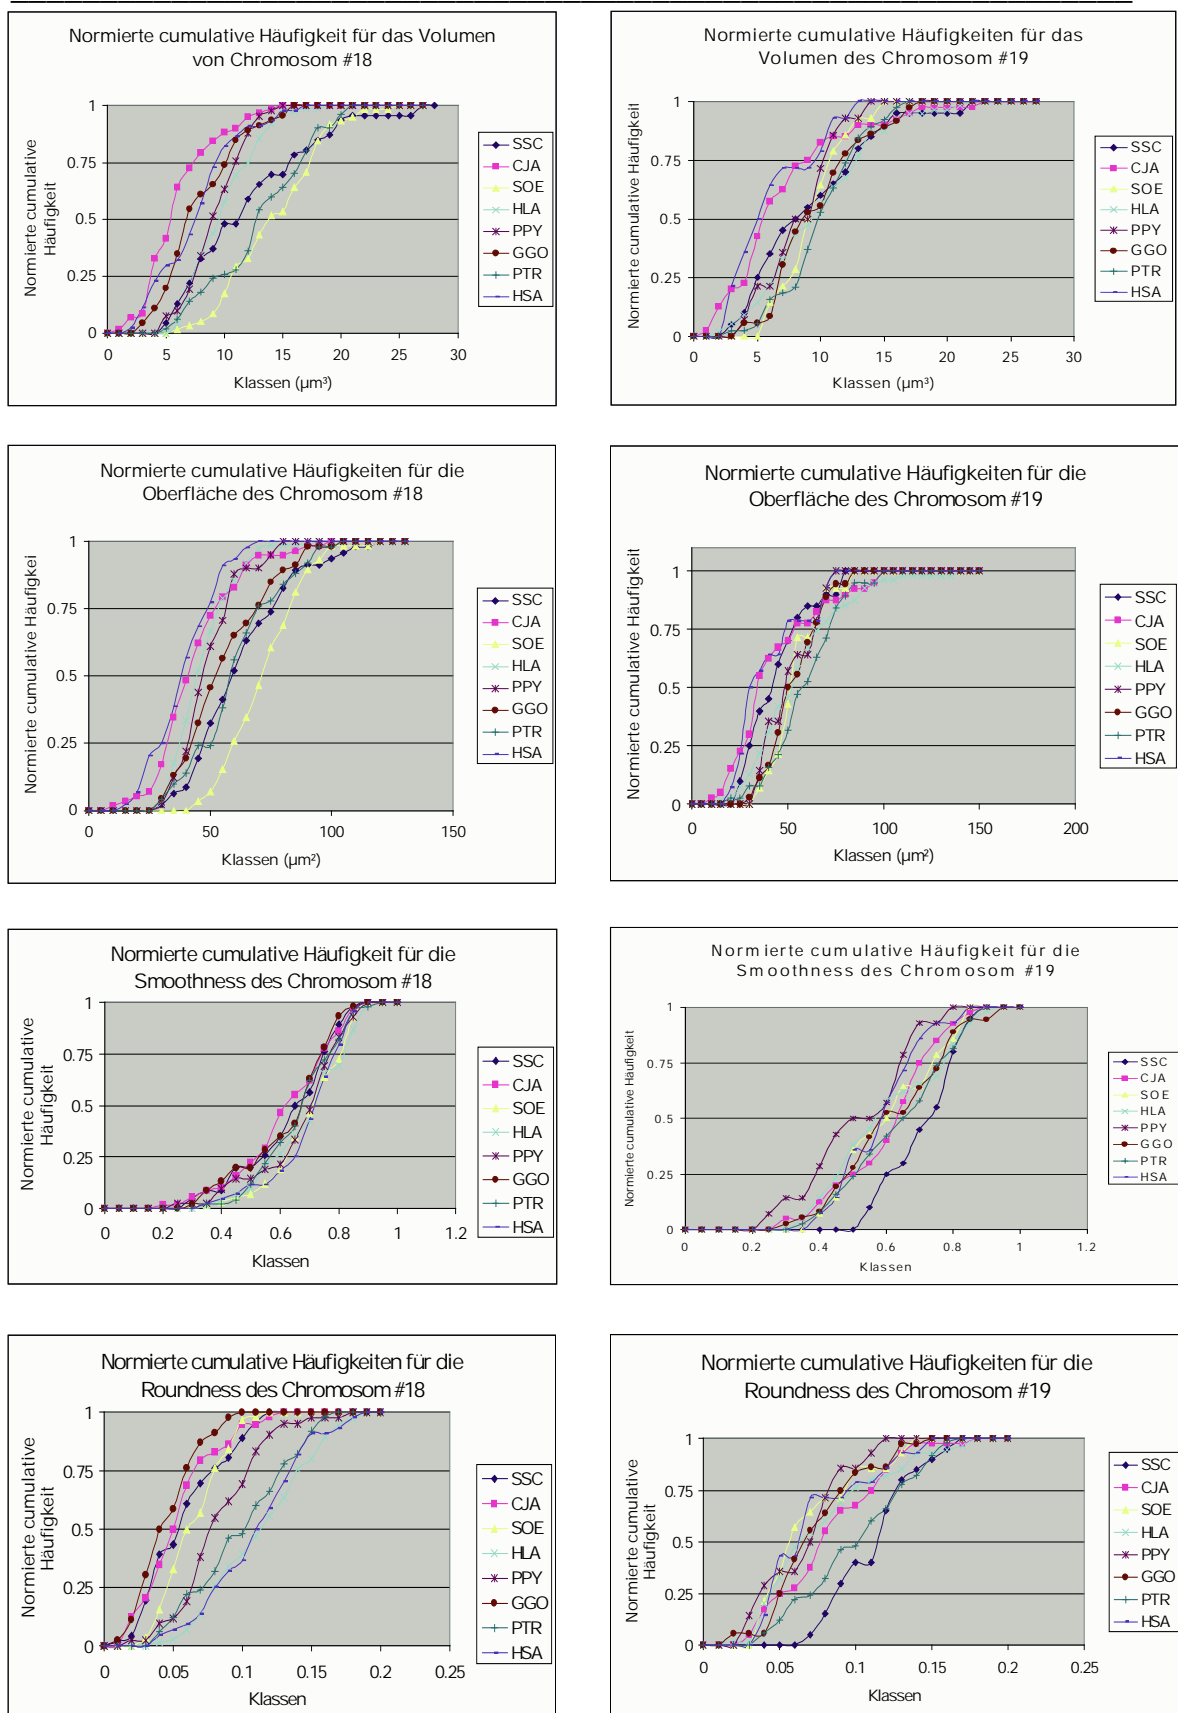 Normierte cumulative Häufigkeit für das Volumen
von Chromosom #18
Normierte cumulative
Häufigkeit
1
0.75
0.5
0.25
0
0 5 10 15 20 25 30
Klassen (µm³)
SSC
CJA
SOE
HLA
PPY
GGO
PTR
HSA
Normierte cumulative Häufigkeiten für das
Volumen des Chromosom #19
Normierte cumulative Häufigkeit
1
0.75
0.5
0.25
0
0 5 10 15 20 25 30
Klassen (µm³)
SSC
CJA
SOE
HLA
PPY
GGO
PTR
HSA
Normierte cumulative Häufigkeiten für die
Oberfläche des Chromosom #18
Normierte cumulative Häufigkei
1
0.75
0.5
0.25
0
0 50 100 150
Klassen (µm²)
SSC
CJA
SOE
HLA
PPY
GGO
PTR
HSA
Normierte cumulative Häufigkeiten für die
Oberfläche des Chromosom #19
Normierte cumulative Häufigkeit
1
0.75
0.5
0.25
0
0 50 100 150 200
Klassen (µm²)
SSC
CJA
SOE
HLA
PPY
GGO
PTR
HSA
Normierte cumulative Häufigkeit für die
Smoothness des Chromosom #18
Normierte cumulative
Häufigkeit
1
0.75
0.5
0.25
0
0 0.2 0.4 0.6 0.8 1 1.2
Klassen
SSC
CJA
SOE
HLA
PPY
GGO
PTR
HSA
Normierte cumulative Häufigkeit für die
Smoothness des Chromosom #19
Normierte cumulative Häufigkeit
1
0.75
0.5
0.25
0
0 0.2 0.4 0.6 0.8 1 1.2
Klassen
SSC
CJA
SOE
HLA
PPY
GGO
PTR
HSA
Normierte cumulative Häufigkeiten für die
Roundness des Chromosom #18
Normierte cumulative
Häufigkeit
1
0.75
0.5
0.25
0
0 0.05 0.1 0.15 0.2 0.25
Klassen
SSC
CJA
SOE
HLA
PPY
GGO
PTR
HSA
Normierte cumulative Häufigkeiten für die
Roundness des Chromosom #19
Normierte cumulative
Häufigkeit
1
0.75
0.5
0.25
0
0 0.05 0.1 0.15 0.2 0.25
Klassen
SSC
CJA
SOE
HLA
PPY
GGO
PTR
HSA